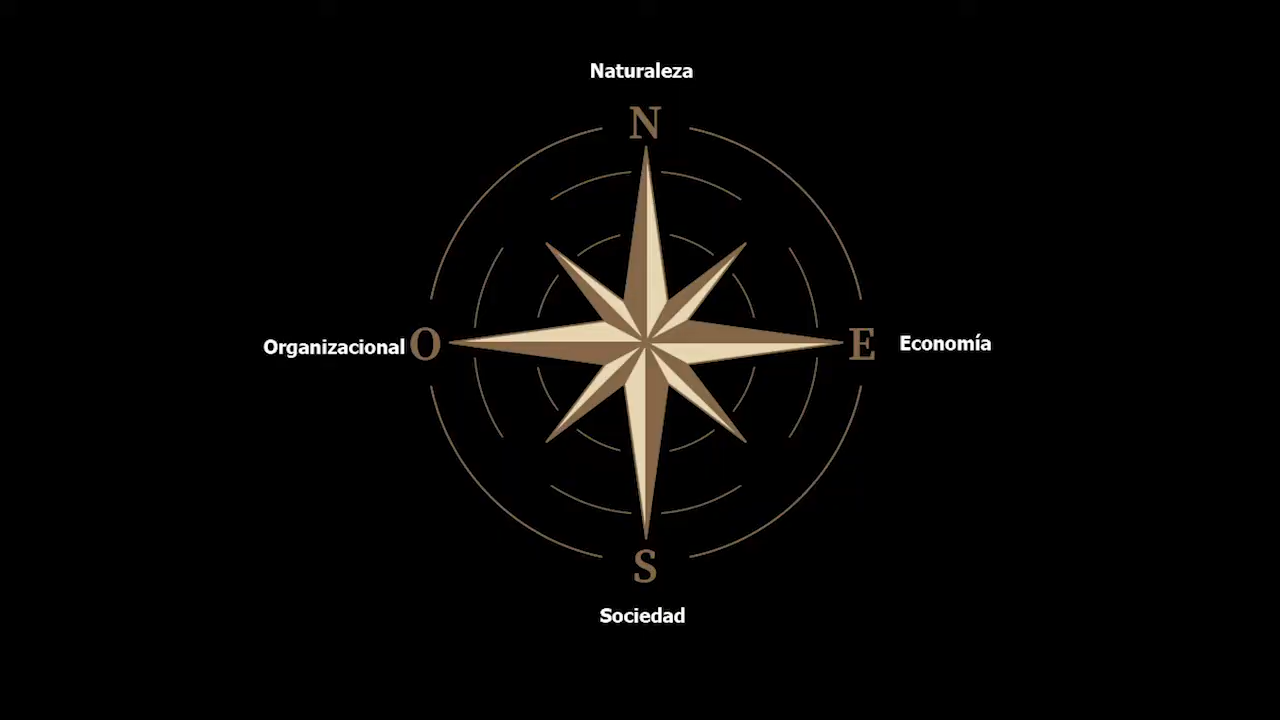 Naturaleza
N
Organizacional O E Economía
S
Sociedad